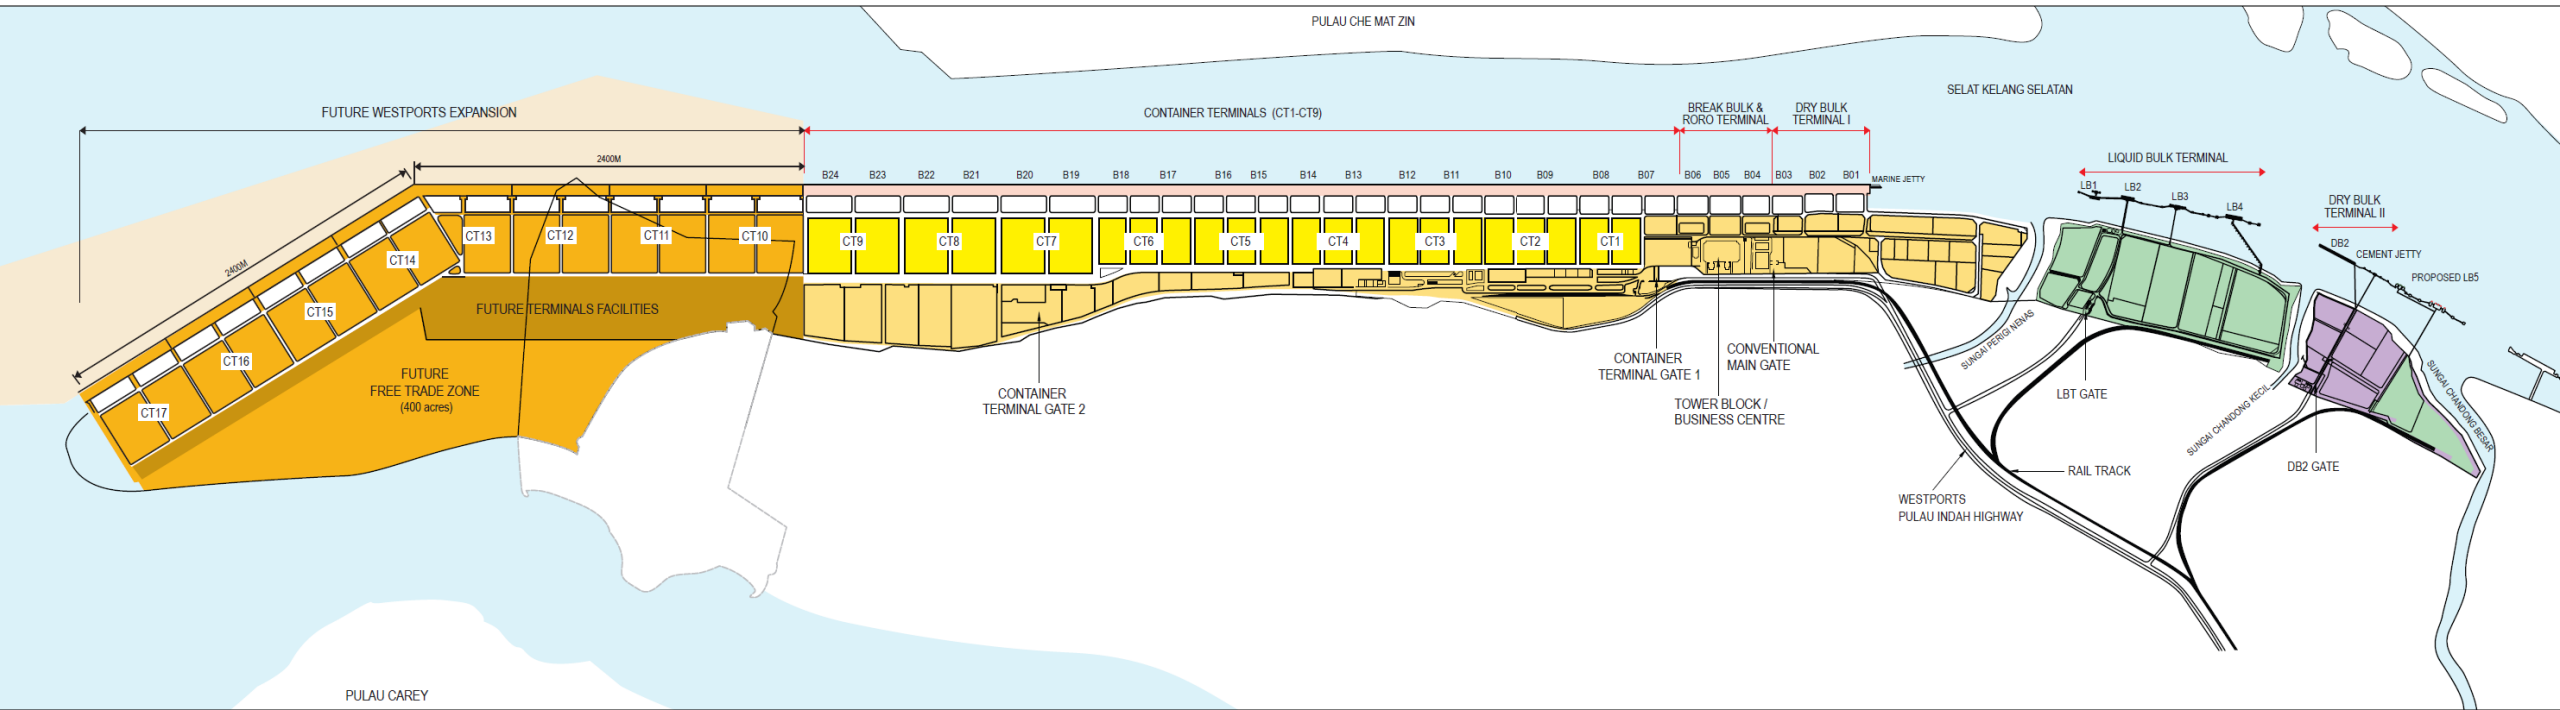 PULAU CHE MAT ZIN
SELAT KELANG SELATAN
FUTURE WESTPORTS EXPANSION
CONTAINER TERMINALS (CT1-CT9)
BREAK BULK &
RORO TERMINAL
DRY BULK
TERMINAL I
2400M
2400M
B24 B23 B22 B21 B20 B19 B18 B17 B16 B15 B14 B13 B12 B11 B10 B09 B08 B07 B06 B05 B04 B03 B02 B01
MARINE JETTY
LIQUID BULK TERMINAL
LB1 LB2 LB3 LB4
DRY BULK
TERMINAL II
DB2
CEMENT JETTY
PROPOSED LB5
CT17 CT16 CT15 CT14 CT13 CT12 CT11 CT10 CT9 CT8 CT7 CT6 CT5 CT4 CT3 CT2 CT1
FUTURE TERMINALS FACILITIES
FUTURE
FREE TRADE ZONE
(400 acres)
CONTAINER
TERMINAL GATE 2
CONTAINER
TERMINAL GATE 1
CONVENTIONAL
MAIN GATE
TOWER BLOCK /
BUSINESS CENTRE
SUNGAI PERIGI NENAS
LBT GATE
SUNGAI CHANDONG KECIL
SUNGAI CHANDONG BESAR
DB2 GATE
RAIL TRACK
WESTPORTS
PULAU INDAH HIGHWAY
PULAU CAREY